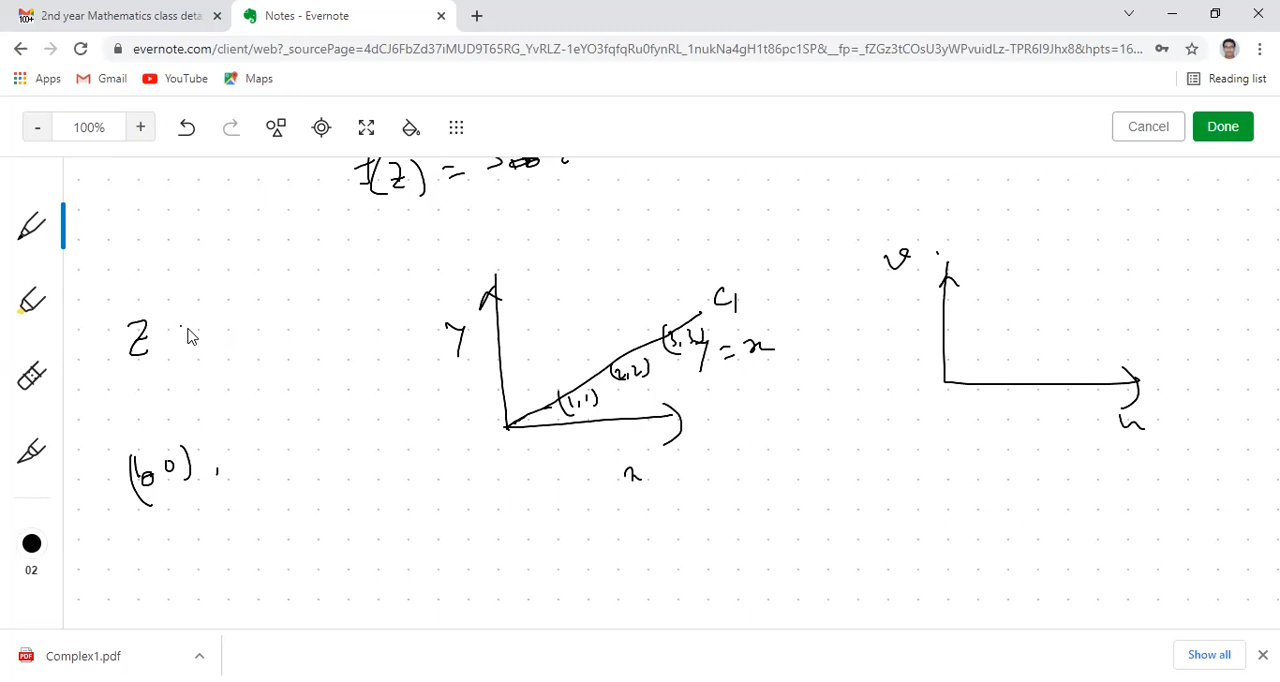 2nd year Mathematics class deta
Notes - Evernote
evernote.com/client/web?_sourcePage=4dCJ6FbZd37iMUD9T65RG_YvRLZ-1eYO3fqfqRu0fynRL_1nukNa4gH1t86pc1SP&__fp=_fZGz3tCOsU3yWPvuidLz-TPR6I9Jhx8&hpts=16...
Apps
Gmail
YouTube
Maps
Reading list
-
100%
+
Cancel
Done
f(Z) =
v
C1
Z
y
(3,3)
y = x
(2,2)
(1,1)
u
x
02
Complex1.pdf
Show all